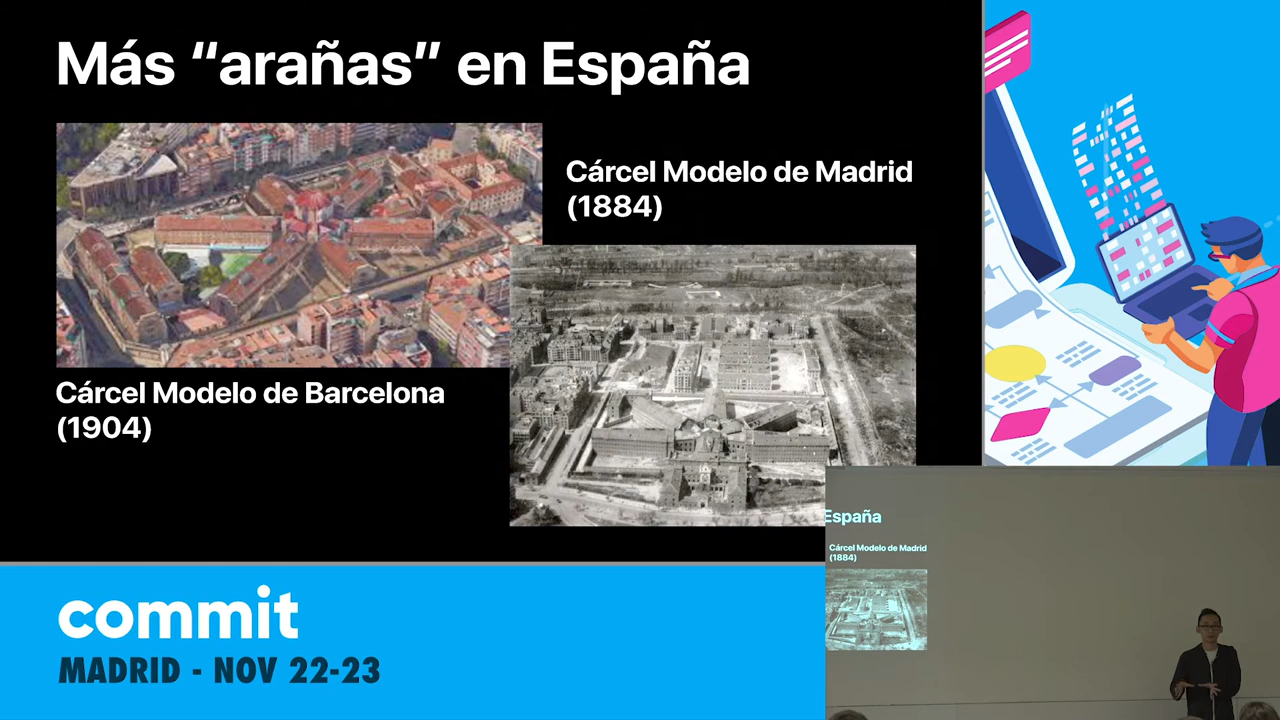 Más “arañas” en España
Cárcel Modelo de Madrid
(1884)
Cárcel Modelo de Barcelona
(1904)
commit
MADRID - NOV 22-23
España
Cárcel Modelo de Madrid
(1884)